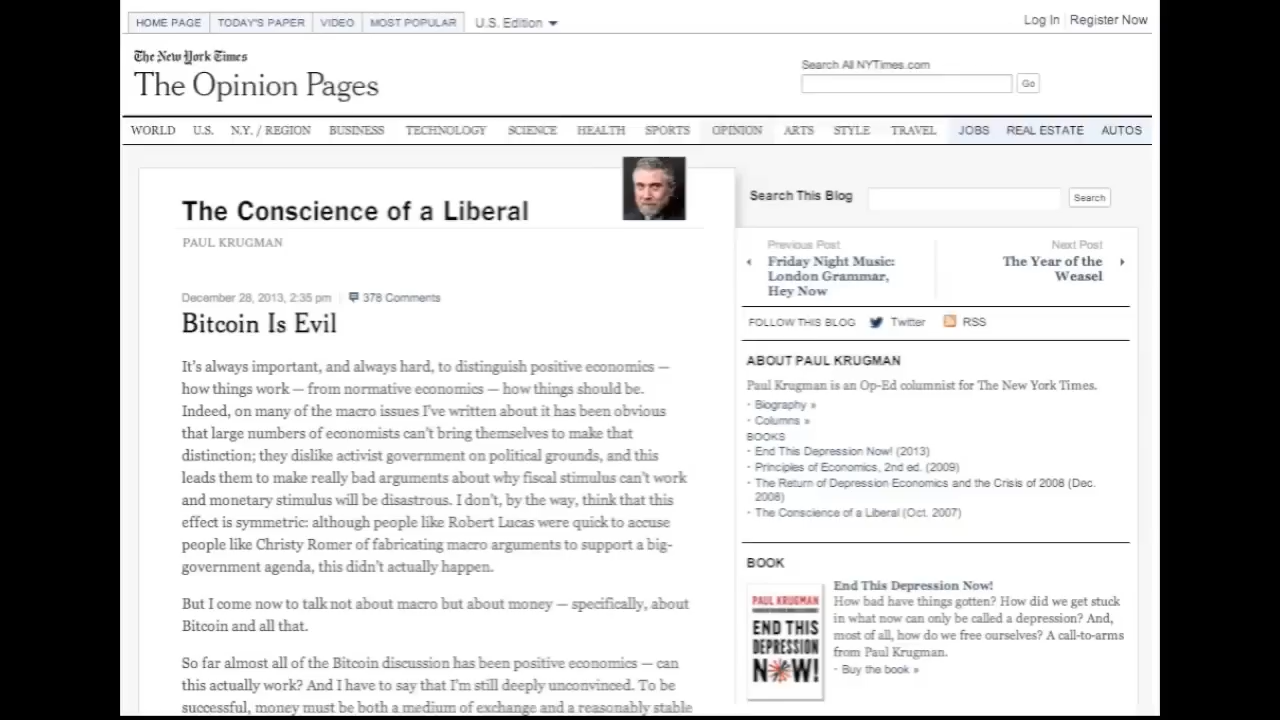 HOME PAGE TODAY'S PAPER VIDEO MOST POPULAR U.S. Edition
Log In Register Now
The New York Times
The Opinion Pages
Search All NYTimes.com
Go
WORLD U.S. N.Y. / REGION BUSINESS TECHNOLOGY SCIENCE HEALTH SPORTS OPINION ARTS STYLE TRAVEL JOBS REAL ESTATE AUTOS
The Conscience of a Liberal
PAUL KRUGMAN
December 28, 2013, 2:35 pm 378 Comments
Bitcoin Is Evil
It's always important, and always hard, to distinguish positive economics —
how things work — from normative economics — how things should be.
Indeed, on many of the macro issues I've written about it has been obvious
that large numbers of economists can't bring themselves to make that
distinction; they dislike activist government on political grounds, and this
leads them to make really bad arguments about why fiscal stimulus can't work
and monetary stimulus will be disastrous. I don't, by the way, think that this
effect is symmetric: although people like Robert Lucas were quick to accuse
people like Christy Romer of fabricating macro arguments to support a big-
government agenda, this didn't actually happen.
But I come now to talk not about macro but about money — specifically, about
Bitcoin and all that.
So far almost all of the Bitcoin discussion has been positive economics — can
this actually work? And I have to say that I'm still deeply unconvinced. To be
successful, money must be both a medium of exchange and a reasonably stable
Search This Blog
Search
Previous Post
Friday Night Music:
London Grammar,
Hey Now
Next Post
The Year of the
Weasel
FOLLOW THIS BLOG Twitter RSS
ABOUT PAUL KRUGMAN
Paul Krugman is an Op-Ed columnist for The New York Times.
· Biography »
· Columns »
BOOKS
· End This Depression Now! (2013)
· Principles of Economics, 2nd ed. (2009)
· The Return of Depression Economics and the Crisis of 2008 (Dec.
2008)
· The Conscience of a Liberal (Oct. 2007)
BOOK
PAUL KRUGMAN
END THIS
DEPRESSION
NOW!
End This Depression Now!
How bad have things gotten? How did we get stuck
in what now can only be called a depression? And,
most of all, how do we free ourselves? A call-to-arms
from Paul Krugman.
· Buy the book »